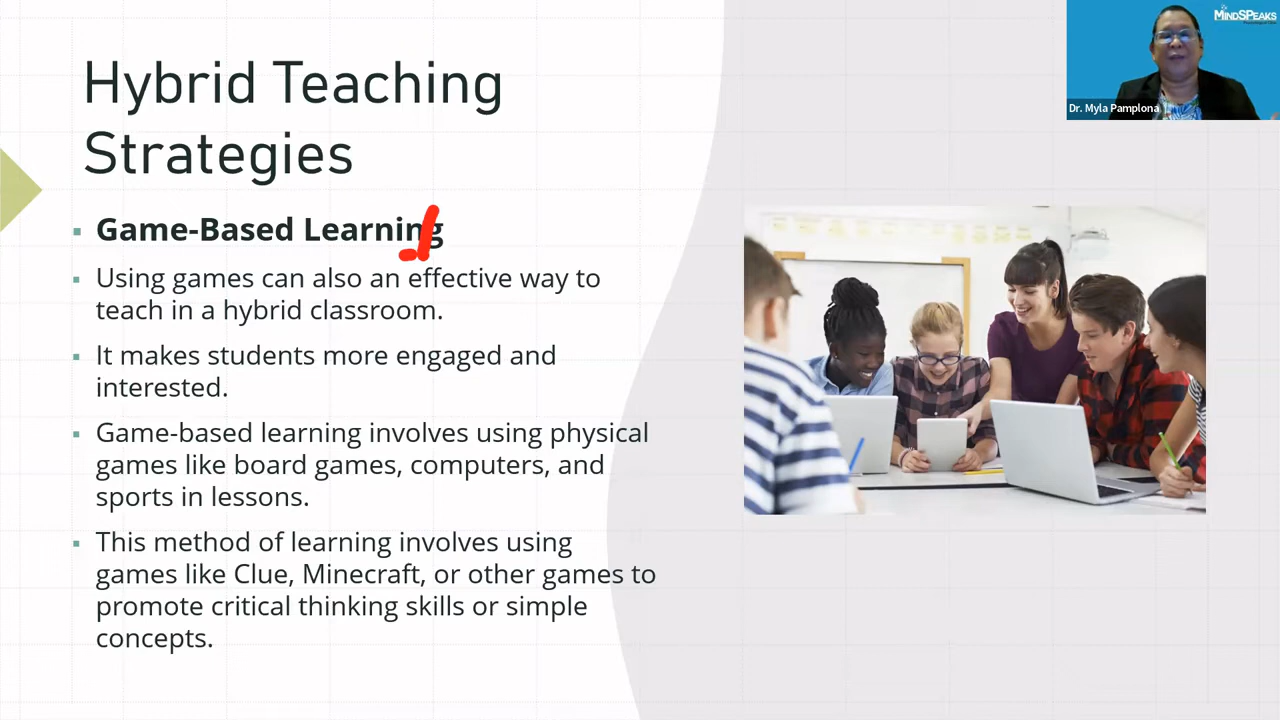 Hybrid Teaching
Strategies
Game-Based Learning
Using games can also an effective way to
teach in a hybrid classroom.
It makes students more engaged and
interested.
Game-based learning involves using physical
games like board games, computers, and
sports in lessons.
This method of learning involves using
games like Clue, Minecraft, or other games to
promote critical thinking skills or simple
concepts.
MINDSPEAKS
Dr. Myla Pamplona